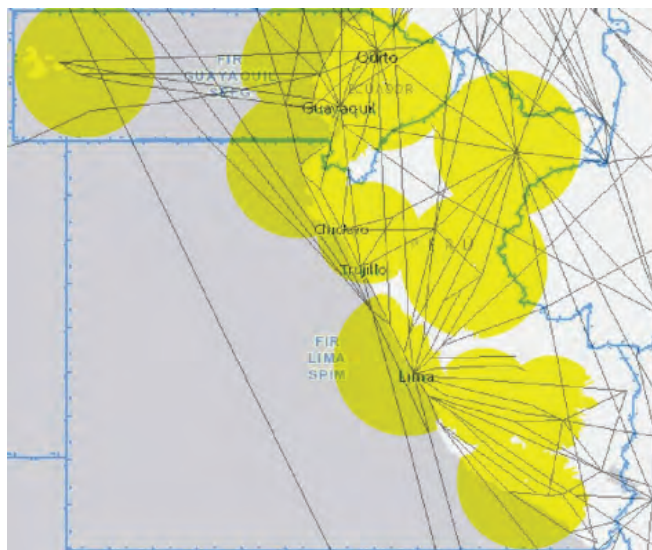 FIR
GUAYAQUIL
SEFG
Quito
ECUADOR
Guayaquil
Chiclayo
PERU
Trujillo
FIR
LIMA
SPIM
Lima